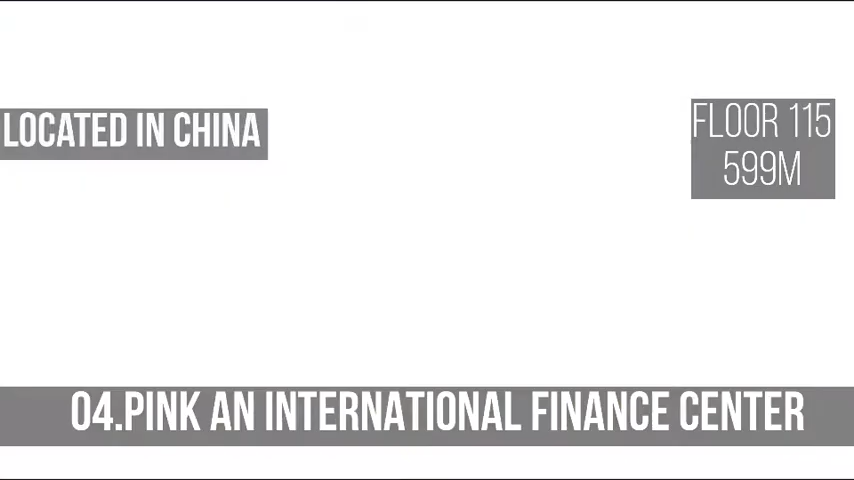 LOCATED IN CHINA
FLOOR 115
599M
04.PINK AN INTERNATIONAL FINANCE CENTER